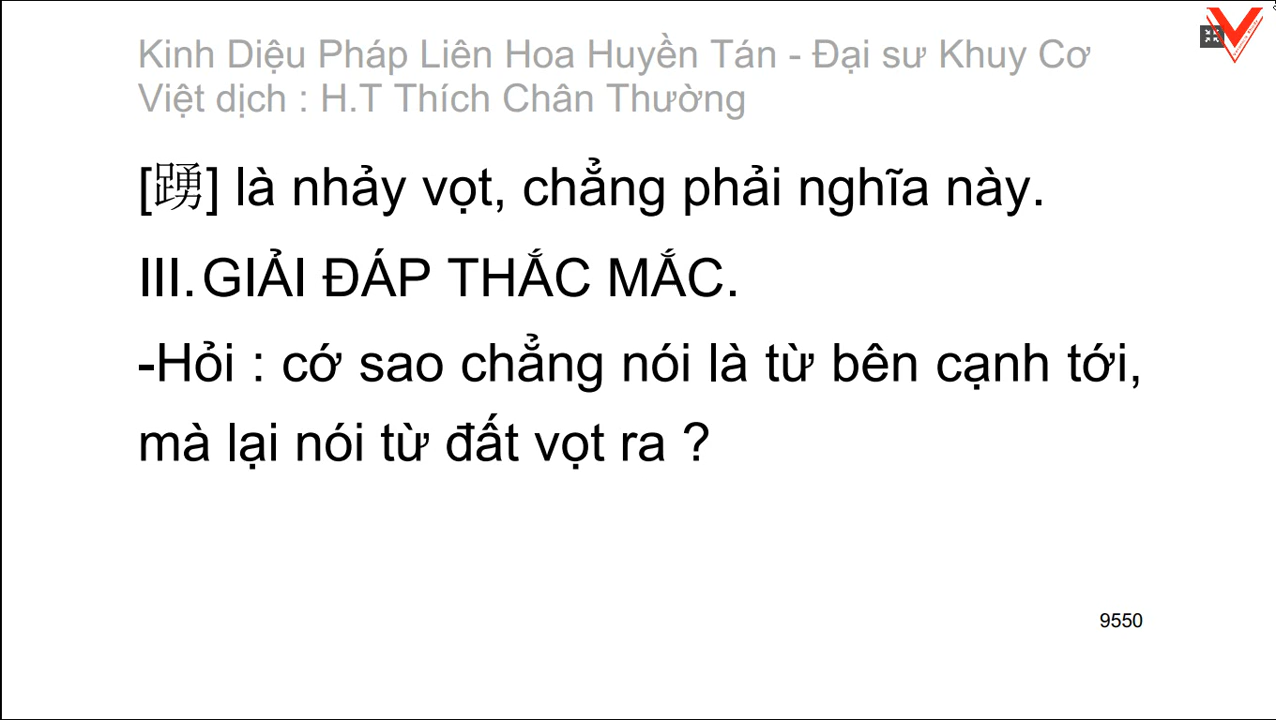 Kinh Diệu Pháp Liên Hoa Huyền Tán - Đại sư Khuy Cơ
Việt dịch : H.T Thích Chân Thường
[踴] là nhảy vọt, chẳng phải nghĩa này.
III. GIẢI ĐÁP THẮC MẮC.
-Hỏi : cớ sao chẳng nói là từ bên cạnh tới,
mà lại nói từ đất vọt ra ?
9550